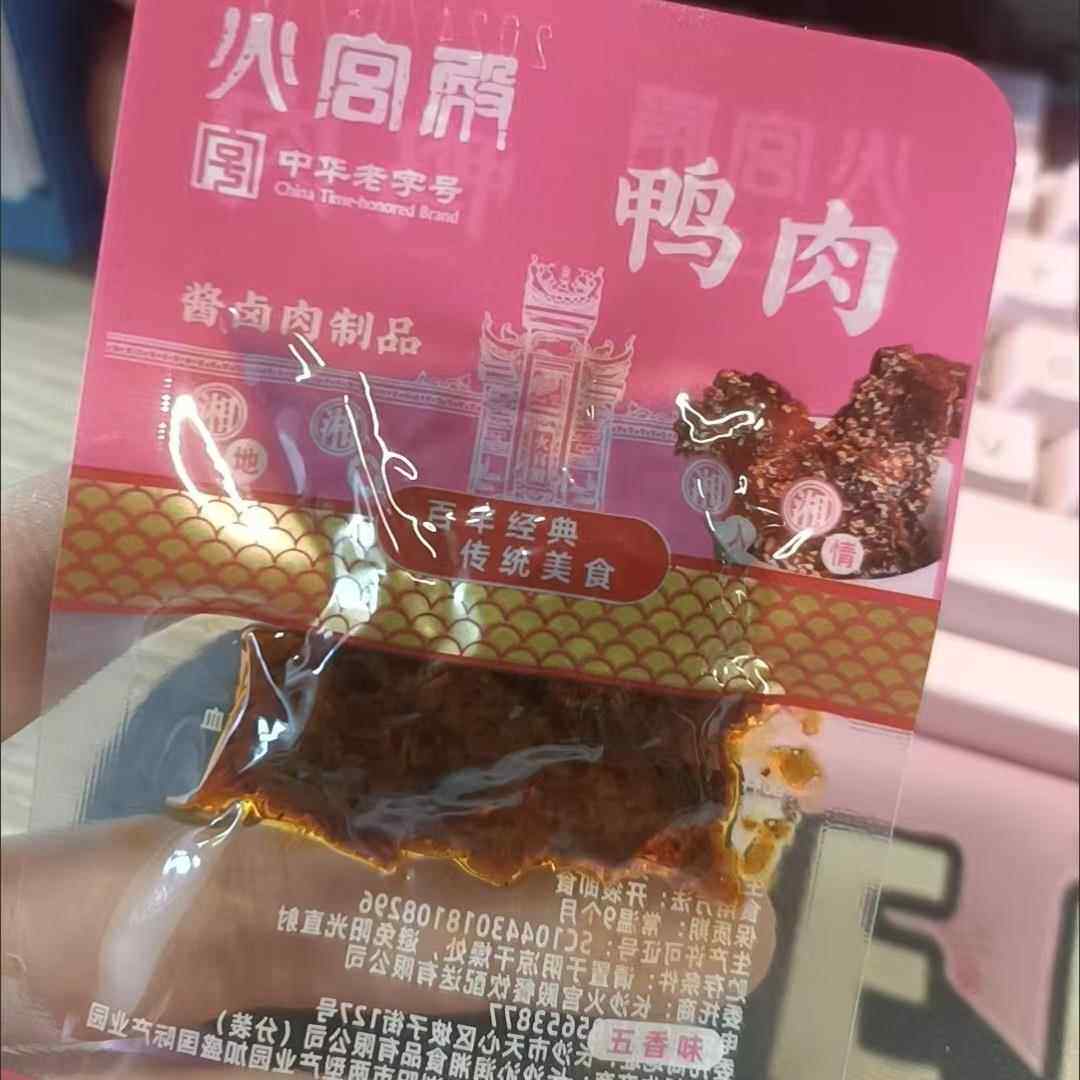 火宫殿
中华老字号
China Time-honored Brand
鸭肉
酱卤肉制品
湘
地
湘
湘
湘
情
百年经典
传统美食
开袋即食
保质期：常温9个月
生产许可证号：SC10443018108296
贮存条件：请置于阴凉干燥处，避免阳光直射
委托商：长沙火宫殿餐饮配送有限公司
长沙市天心区坡子街127号
五香味